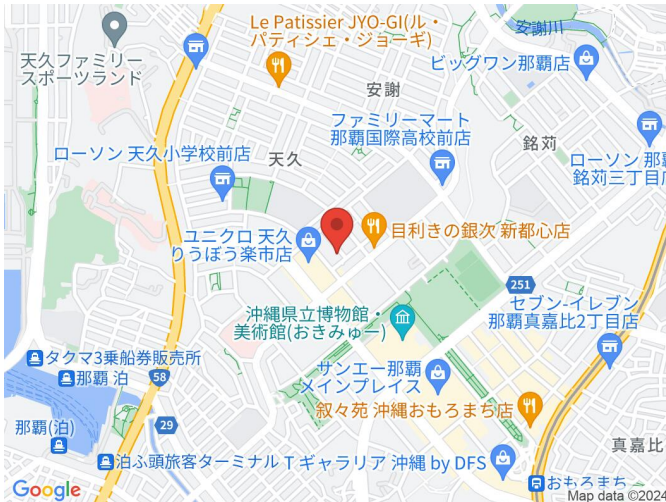 Le Patissier JYO-GI(ル・
パティシェ・ジョーギ)
安謝川
天久ファミリー
スポーツランド
ビッグワン那覇店
安謝
ファミリーマート
那覇国際高校前店
銘苅
ローソン 天久小学校前店
天久
ローソン 那覇
銘苅三丁目店
ユニクロ 天久
りうぼう楽市店
目利きの銀次 新都心店
251
沖縄県立博物館・
美術館(おきみゅー)
セブン-イレブン
那覇真嘉比2丁目店
タクマ3乗船券販売所
那覇 泊
58
サンエー那覇
メインプレイス
叙々苑 沖縄おもろまち店
29
那覇(泊)
真嘉比
泊ふ頭旅客ターミナル
T ギャラリア 沖縄 by DFS
おもろまち
Google
Map data ©2024